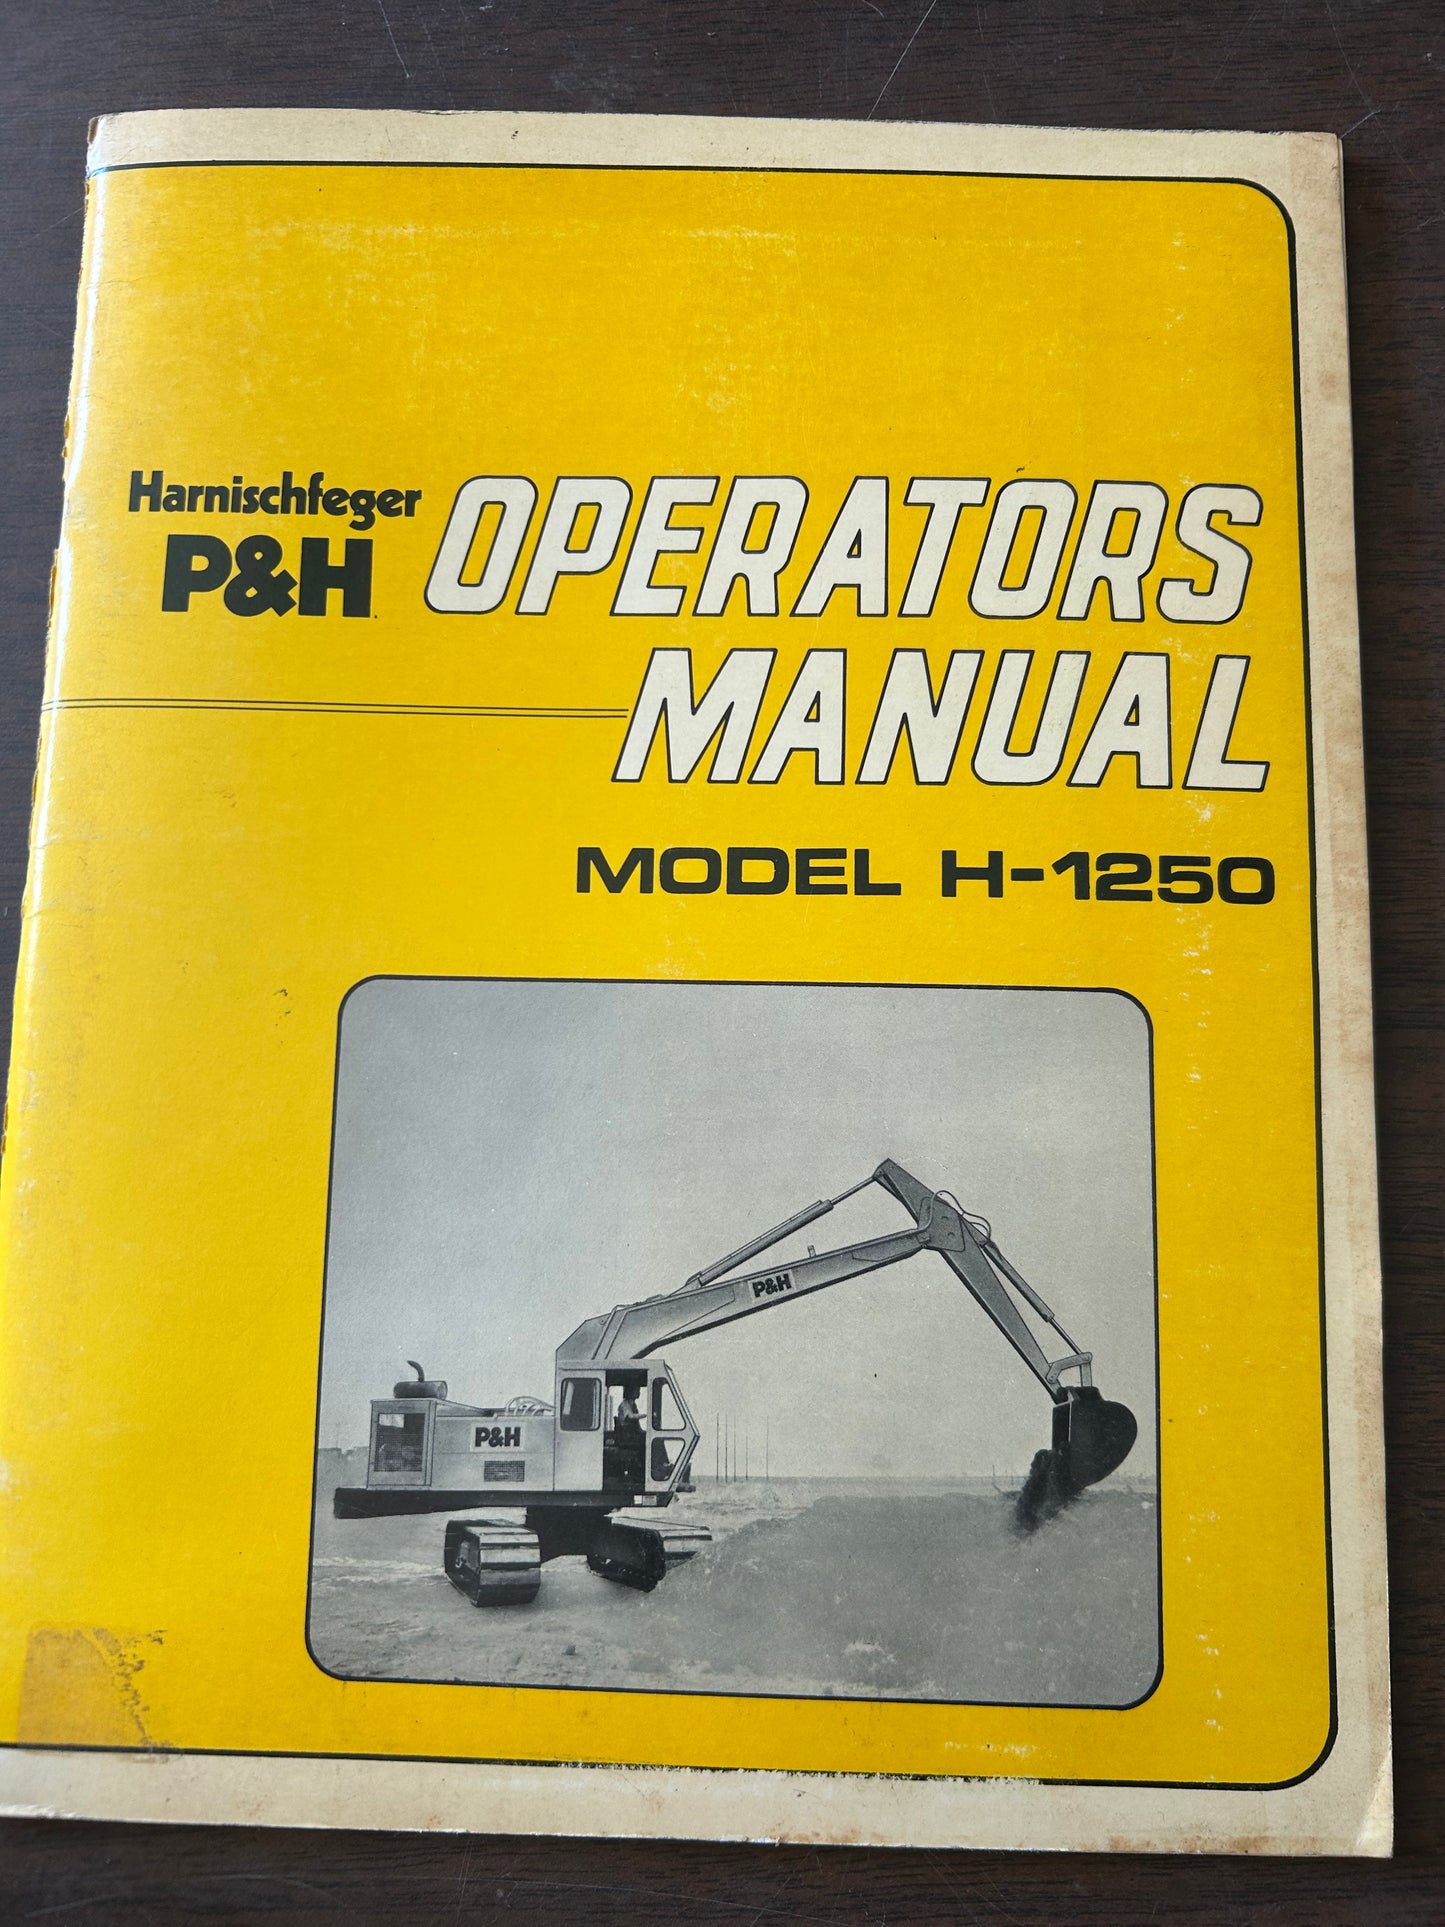 Harnischfeger
P&H
OPERATORS
MANUAL
MODEL H-1250
P&H
P&H